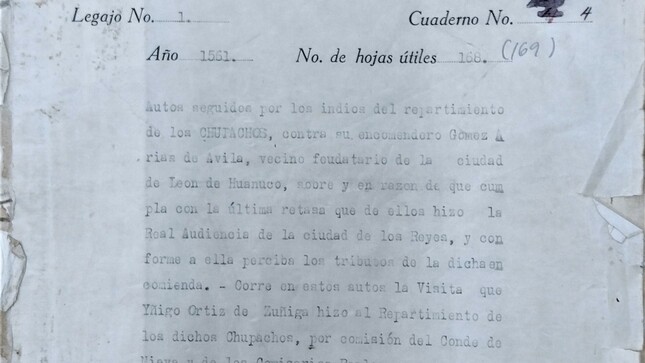 Legajo No. 1. Cuaderno No. 4
Año 1561. No. de hojas útiles 168. (169)
Autos seguidos por los indios del repartimiento
de los CHUPACHOS, contra su encomendero Gómez A
rias de Avila, vecino feudatario de la ciudad
de Leon de Huanuco, sobre y en razon de que cum
pla con la última retasa que de ellos hizo la
Real Audiencia de la ciudad de los Reyes, y con
forme a ella perciba los tributos de la dichaen
comienda. - Corre en estos autos la Visita que
Yñigo Ortiz de Zuñiga hizo al Repartimiento de
los dichos Chupachos, por comisión del Conde de